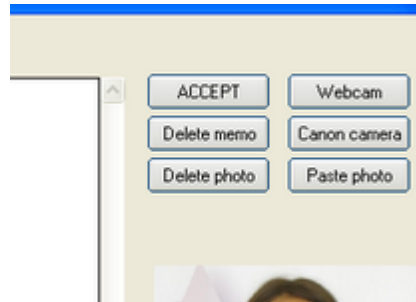 ACCEPT Webcam
Delete memo Canon camera
Delete photo Paste photo